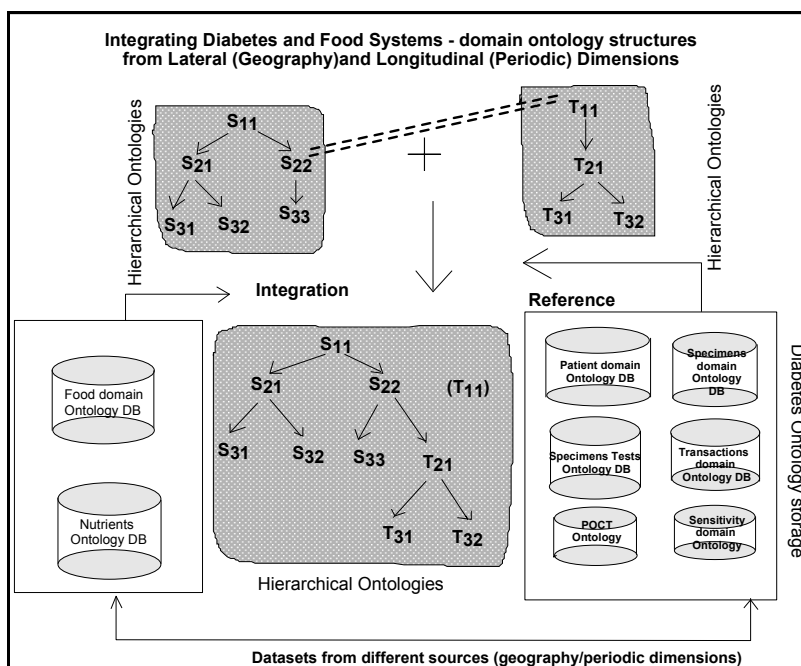 Integrating Diabetes and Food Systems - domain ontology structures
from Lateral (Geography)and Longitudinal (Periodic) Dimensions
Hierarchical Ontologies
S11
S21 S22
S31 S32 S33
T11
T21
T31 T32
Hierarchical Ontologies
Integration
Reference
Food domain
Ontology DB
Nutrients
Ontology DB
S11
S21 S22 (T11)
S31 S32 S33 T21
T31 T32
Hierarchical Ontologies
Patient domain
Ontology DB
Specimens
domain
Ontology
DB
Specimens Tests
Ontology DB
Transactions
domain
Ontology DB
POCT
Ontology
Sensitivity
domain
Ontology
Diabetes Ontology storage
Datasets from different sources (geography/periodic dimensions)